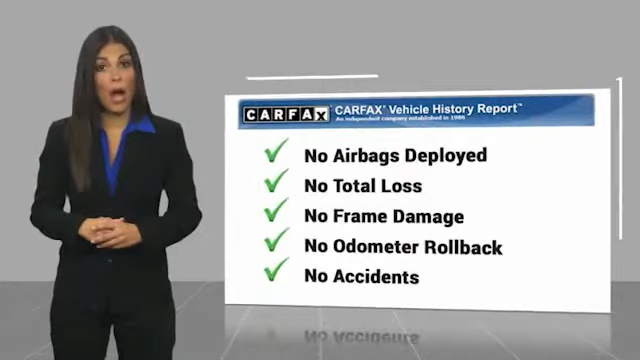 CARFAX CARFAX® Vehicle History Report™
An independent company established in 1986
No Airbags Deployed
No Total Loss
No Frame Damage
No Odometer Rollback
No Accidents